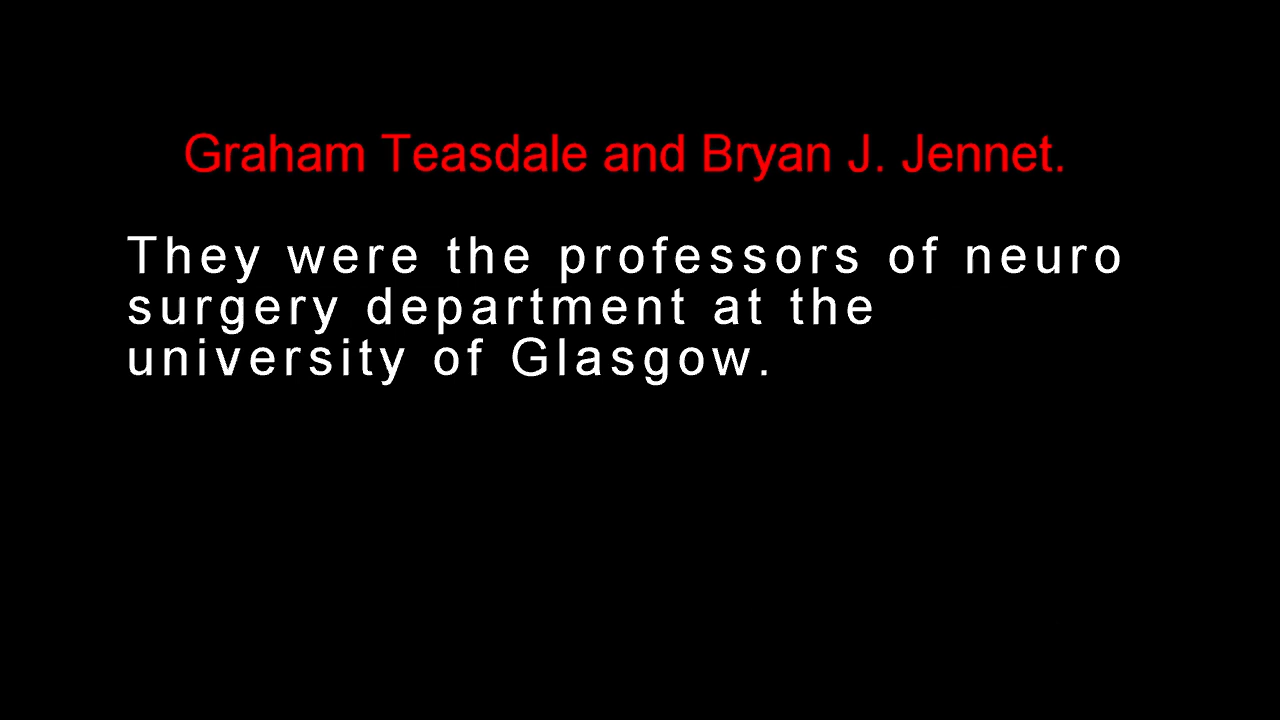 Graham Teasdale and Bryan J. Jennet.
They were the professors of neuro
surgery department at the
university of Glasgow.